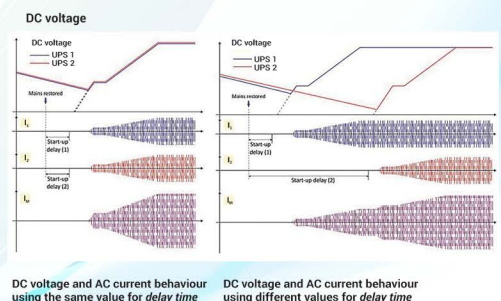 DC voltage
DC voltage
UPS 1
UPS 2
Mains restored
I₁
Start-up
delay (1)
I₂
Start-up
delay (2)
Iᵢₙ
DC voltage
UPS 1
UPS 2
Mains restored
I₁
Start-up
delay (1)
I₂
Start-up delay (2)
Iᵢₙ
DC voltage and AC current behaviour
using the same value for delay time
DC voltage and AC current behaviour
using different values for delay time